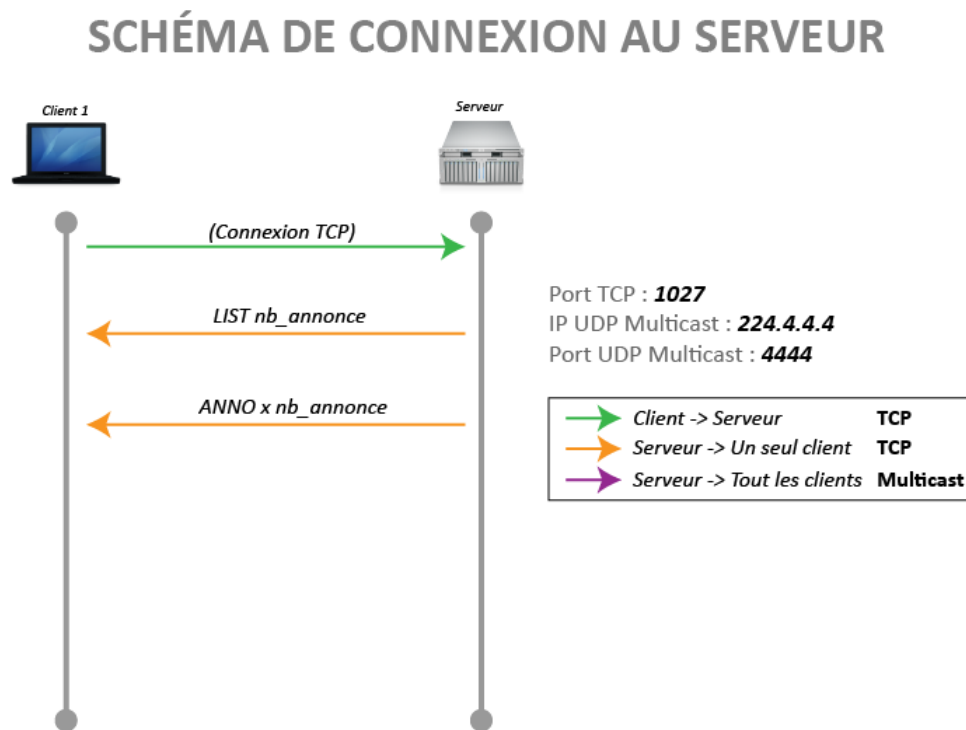 SCHÉMA DE CONNEXION AU SERVEUR
Client 1
Serveur
(Connexion TCP)
LIST nb_annonce
ANNO x nb_annonce
Port TCP : 1027
IP UDP Multicast : 224.4.4.4
Port UDP Multicast : 4444
Client -> Serveur TCP
Serveur -> Un seul client TCP
Serveur -> Tout les clients Multicast